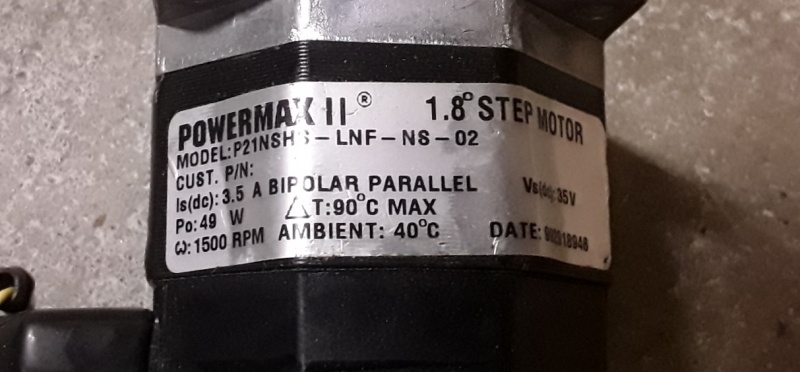 POWERMAX II ® 1.8° STEP MOTOR
MODEL: P21NSHS-LNF-NS-02
CUST. P/N:
Is(dc): 3.5 A BIPOLAR PARALLEL Vs(dc): 35V
Po: 49 W △T: 90°C MAX
ω: 1500 RPM AMBIENT: 40°C DATE: